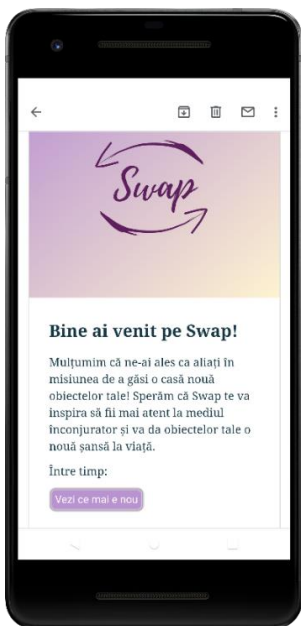 Swap
Bine ai venit pe Swap!
Mulțumim că ne-ai ales ca aliați în
misiunea de a găsi o casă nouă
obiectelor tale! Sperăm că Swap te va
inspira să fii mai atent la mediul
înconjurator și va da obiectelor tale o
nouă șansă la viață.
Între timp:
Vezi ce mai e nou